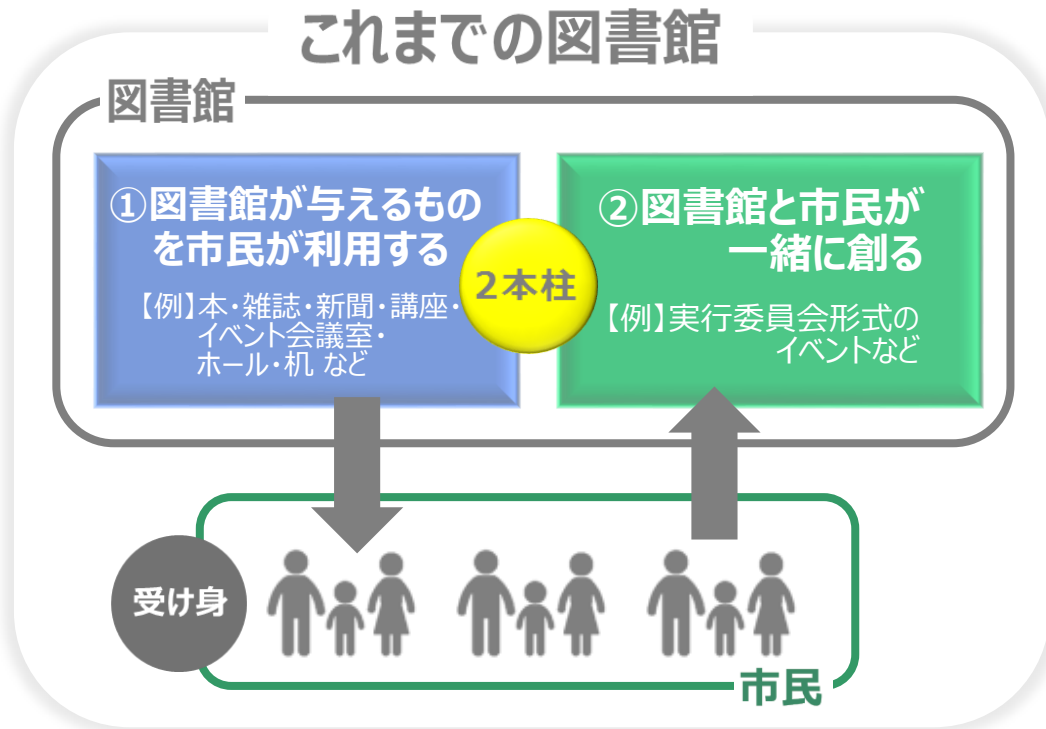 これまでの図書館
図書館
①図書館が与えるもの
を市民が利用する
【例】本・雑誌・新聞・講座・
イベント会議室・
ホール・机 など
2本柱
②図書館と市民が
一緒に創る
【例】実行委員会形式の
イベントなど
受け身
市民